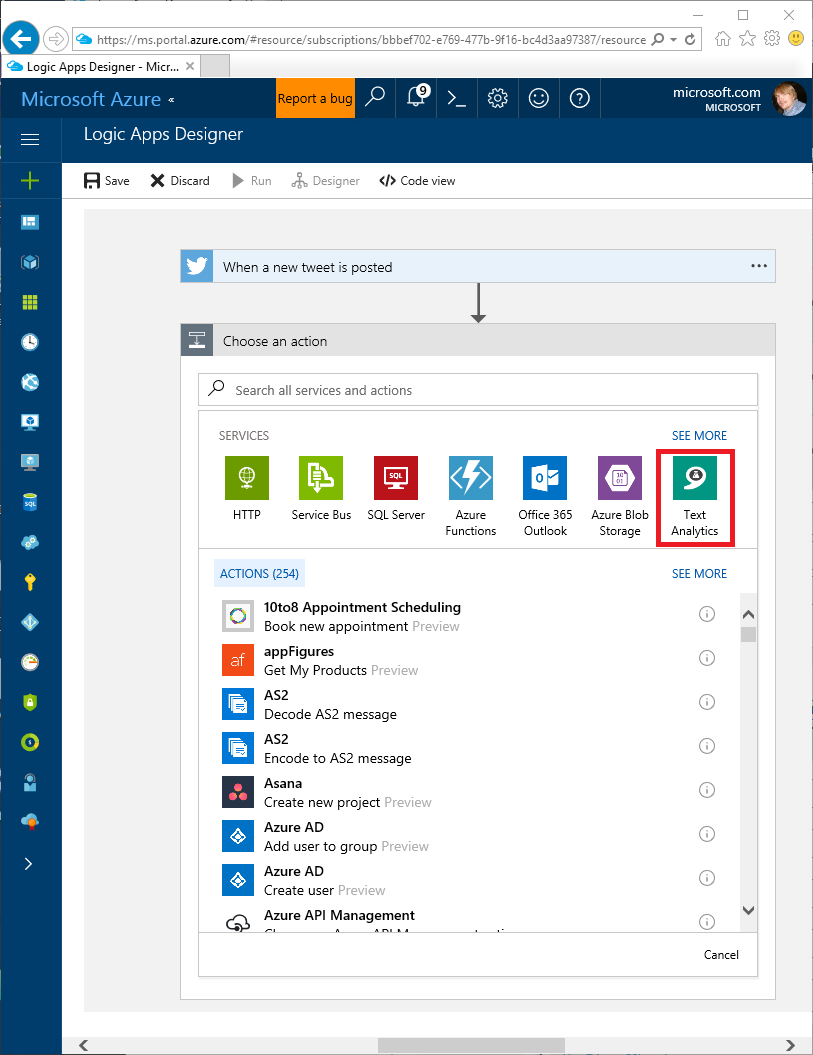 https://ms.portal.azure.com/#resource/subscriptions/bbbef702-e769-477b-9f16-bc4d3aa97387/resource
Logic Apps Designer - Micr...
Microsoft Azure «
Report a bug
9
microsoft.com
MICROSOFT
Logic Apps Designer
Save Discard Run Designer </> Code view
When a new tweet is posted ...
Choose an action
Search all services and actions
SERVICES SEE MORE
SQL
10
01
HTTP Service Bus SQL Server Azure Functions Office 365 Outlook Azure Blob Storage Text Analytics
ACTIONS (254) SEE MORE
10to8 Appointment Scheduling
Book new appointment Preview
af
appFigures
Get My Products Preview
AS2
Decode AS2 message
AS2
Encode to AS2 message
Asana
Create new project Preview
Azure AD
Add user to group Preview
Azure AD
Create user Preview
Azure API Management
Cancel